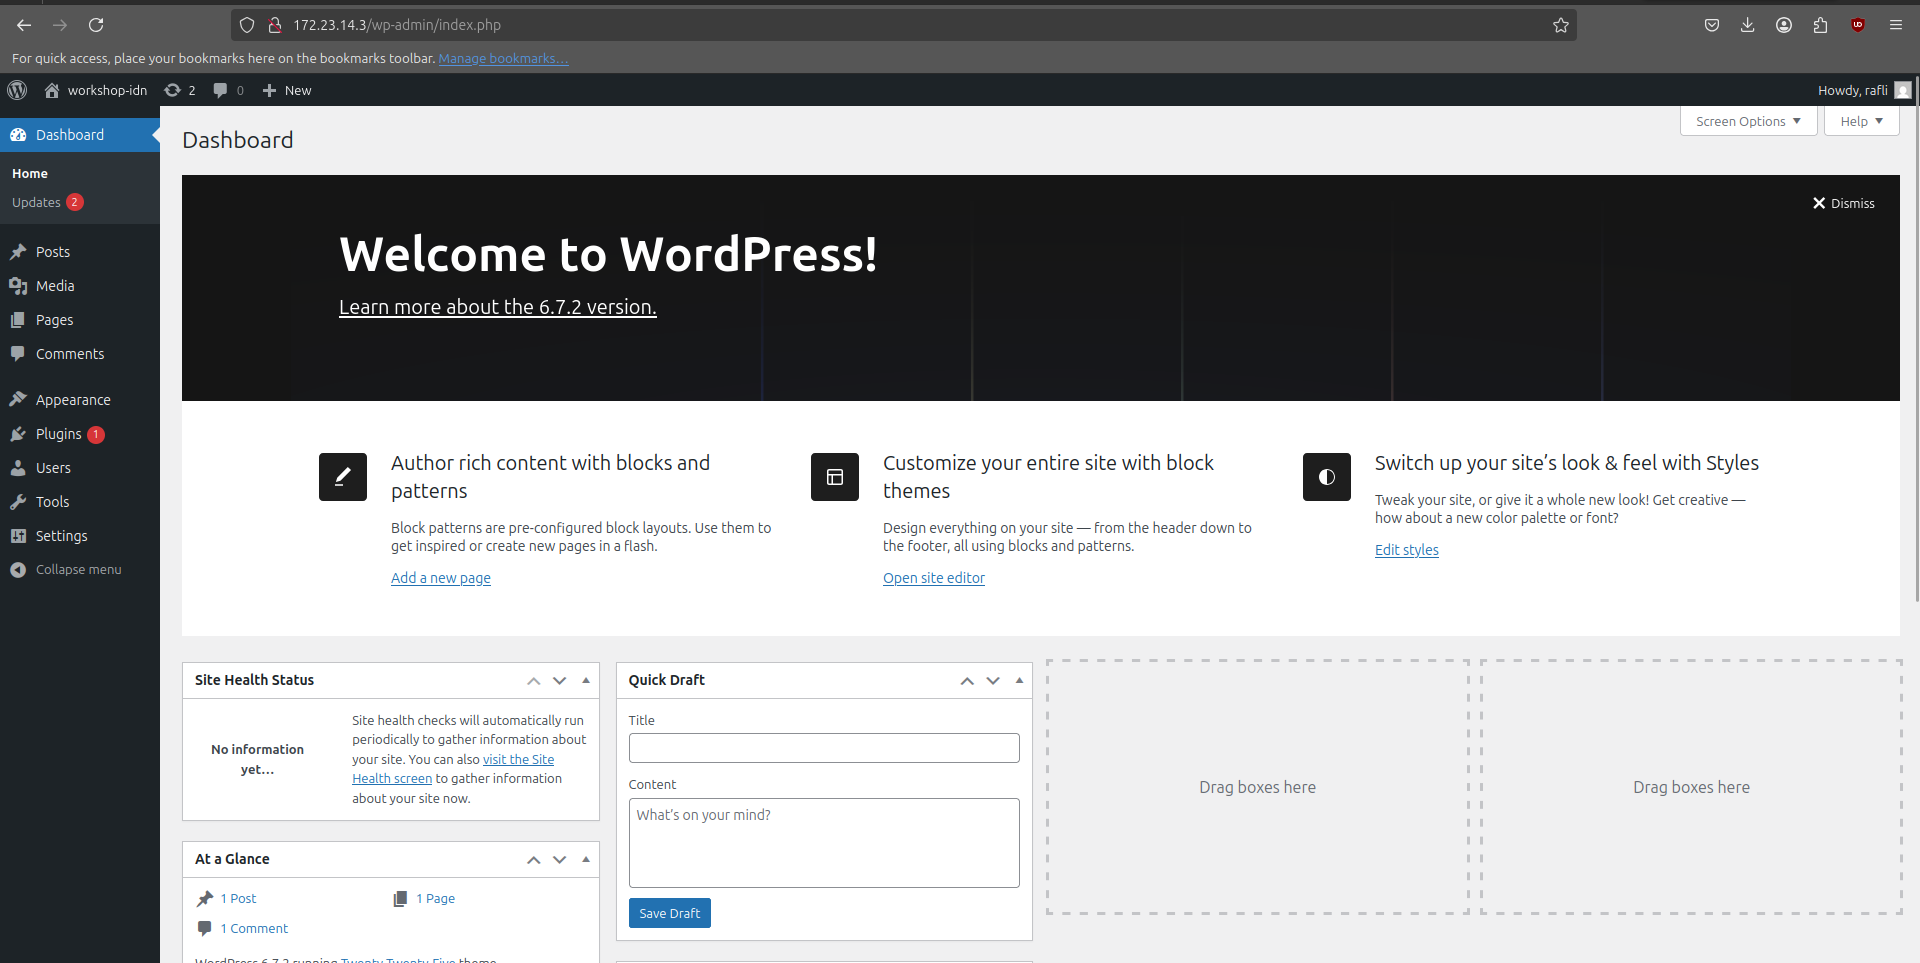 172.23.14.3/wp-admin/index.php
For quick access, place your bookmarks here on the bookmarks toolbar. Manage bookmarks…
workshop-idn 2 0 New
Howdy, rafli
Dashboard
Home
Updates 2
Posts
Media
Pages
Comments
Appearance
Plugins 1
Users
Tools
Settings
Collapse menu
Dashboard
Screen Options
Help
Dismiss
Welcome to WordPress!
Learn more about the 6.7.2 version.
Author rich content with blocks and
patterns
Block patterns are pre-configured block layouts. Use them to
get inspired or create new pages in a flash.
Add a new page
Customize your entire site with block
themes
Design everything on your site — from the header down to
the footer, all using blocks and patterns.
Open site editor
Switch up your site’s look & feel with Styles
Tweak your site, or give it a whole new look! Get creative —
how about a new color palette or font?
Edit styles
Site Health Status
No information
yet…
Site health checks will automatically run
periodically to gather information about
your site. You can also visit the Site
Health screen to gather information
about your site now.
At a Glance
1 Post
1 Page
1 Comment
WordPress 6.7.2 running Twenty Twenty-Five theme.
Quick Draft
Title
Content
What’s on your mind?
Save Draft
Drag boxes here
Drag boxes here